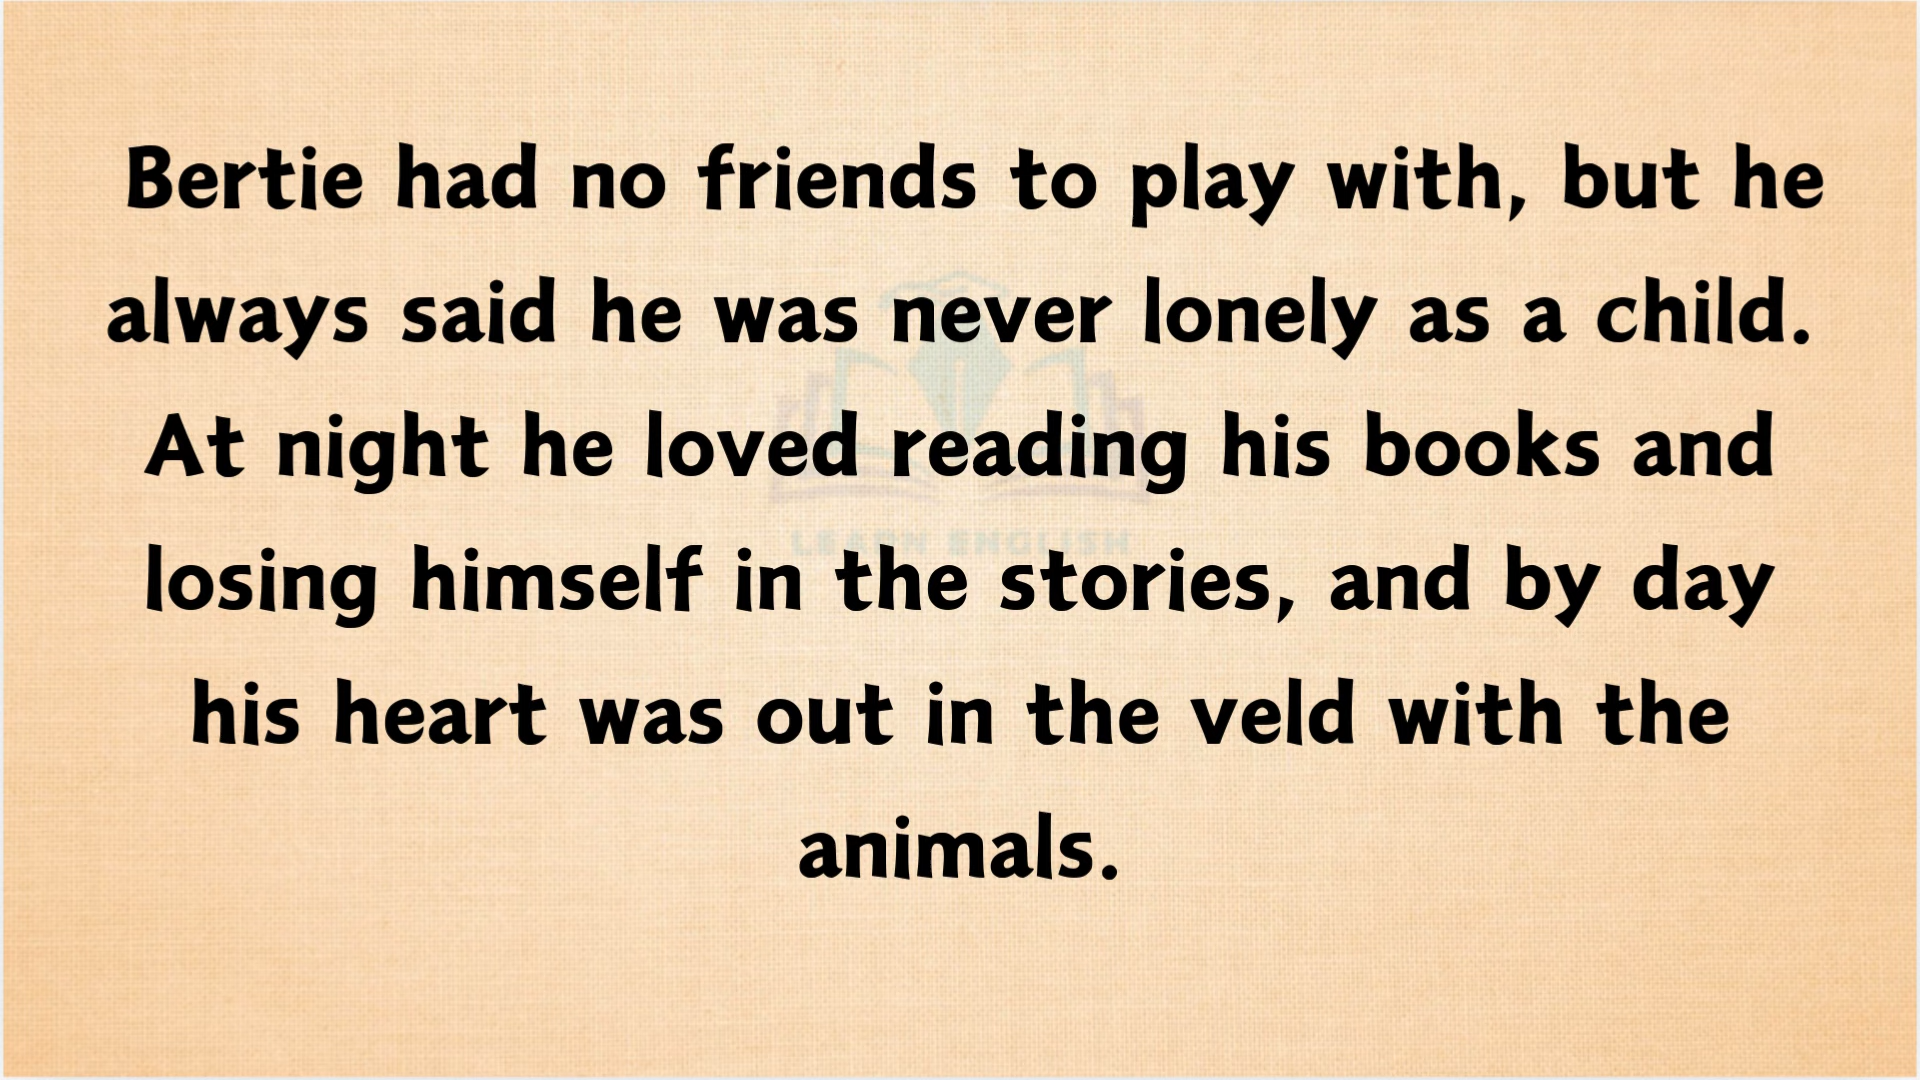 Bertie had no friends to play with, but he
always said he was never lonely as a child.
At night he loved reading his books and
LEARN ENGLISH
losing himself in the stories, and by day
his heart was out in the veld with the
animals.